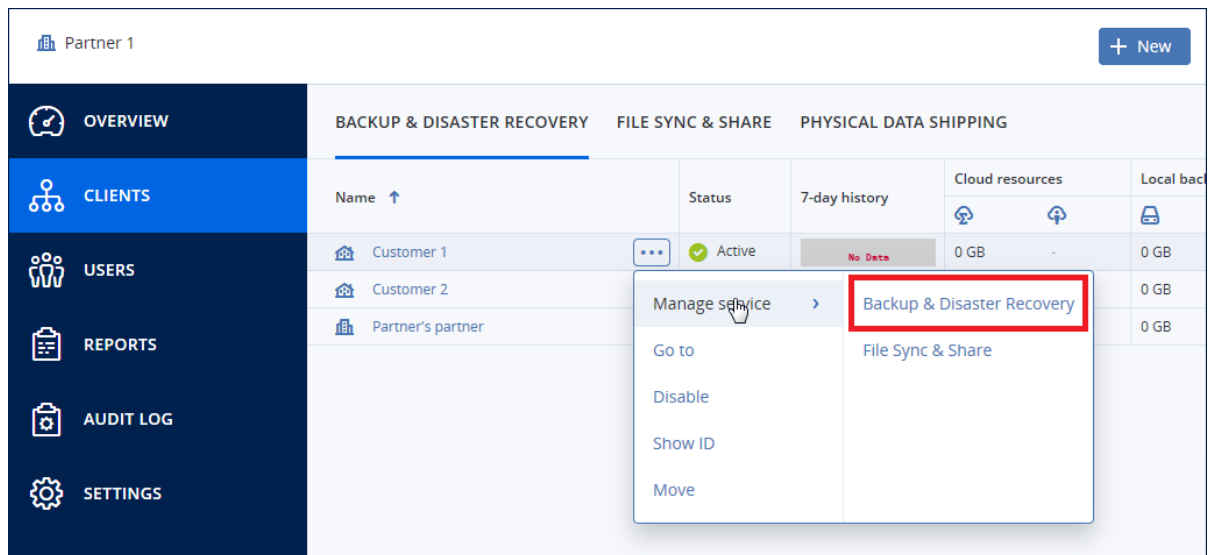 Partner 1
+ New
OVERVIEW
CLIENTS
USERS
REPORTS
AUDIT LOG
SETTINGS
BACKUP & DISASTER RECOVERY FILE SYNC & SHARE PHYSICAL DATA SHIPPING
Name ↑ Status 7-day history Cloud resources Local bac
Customer 1 ••• Active No Data 0 GB - 0 GB
Customer 2 0 GB
Partner's partner 0 GB
Manage service › Backup & Disaster Recovery
Go to File Sync & Share
Disable
Show ID
Move